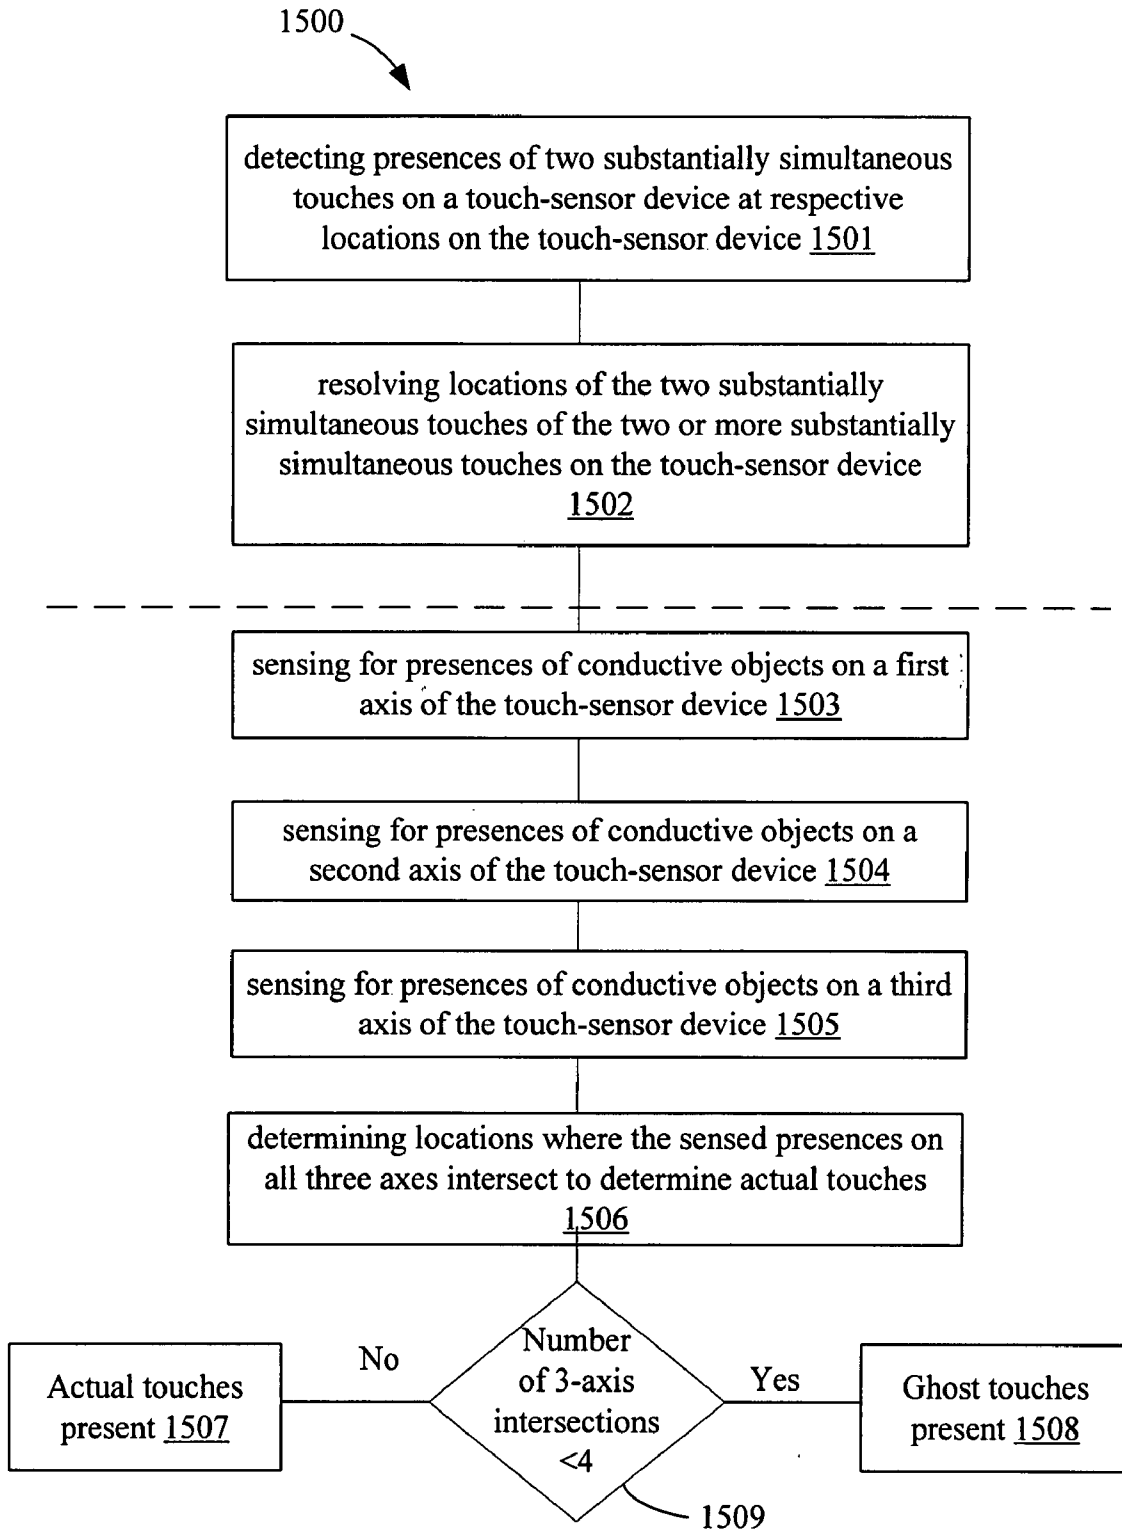 1500
detecting presences of two substantially simultaneous
touches on a touch-sensor device at respective
locations on the touch-sensor device 1501
resolving locations of the two substantially
simultaneous touches of the two or more substantially
simultaneous touches on the touch-sensor device
1502
sensing for presences of conductive objects on a first
axis of the touch-sensor device 1503
sensing for presences of conductive objects on a
second axis of the touch-sensor device 1504
sensing for presences of conductive objects on a third
axis of the touch-sensor device 1505
determining locations where the sensed presences on
all three axes intersect to determine actual touches
1506
Number
of 3-axis
intersections
<4
No
Yes
Actual touches
present 1507
Ghost touches
present 1508
1509